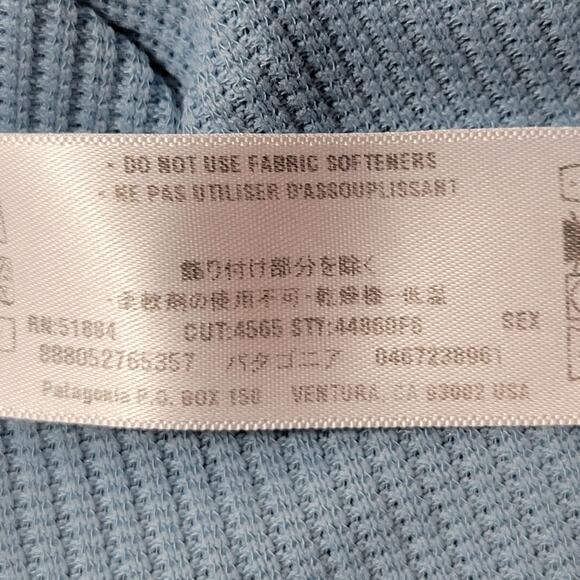 - DO NOT USE FABRIC SOFTENERS
- NE PAS UTILISER D'ASSOUPLISSANT
飾り付け部分を除く
・柔軟剤の使用不可・乾燥機-低温
RN:51884 CUT:4565 STY:44860F6 SEX
888052765357 パタゴニア 0467238961
Patagonia P.O. BOX 150 VENTURA, CA 93002 USA